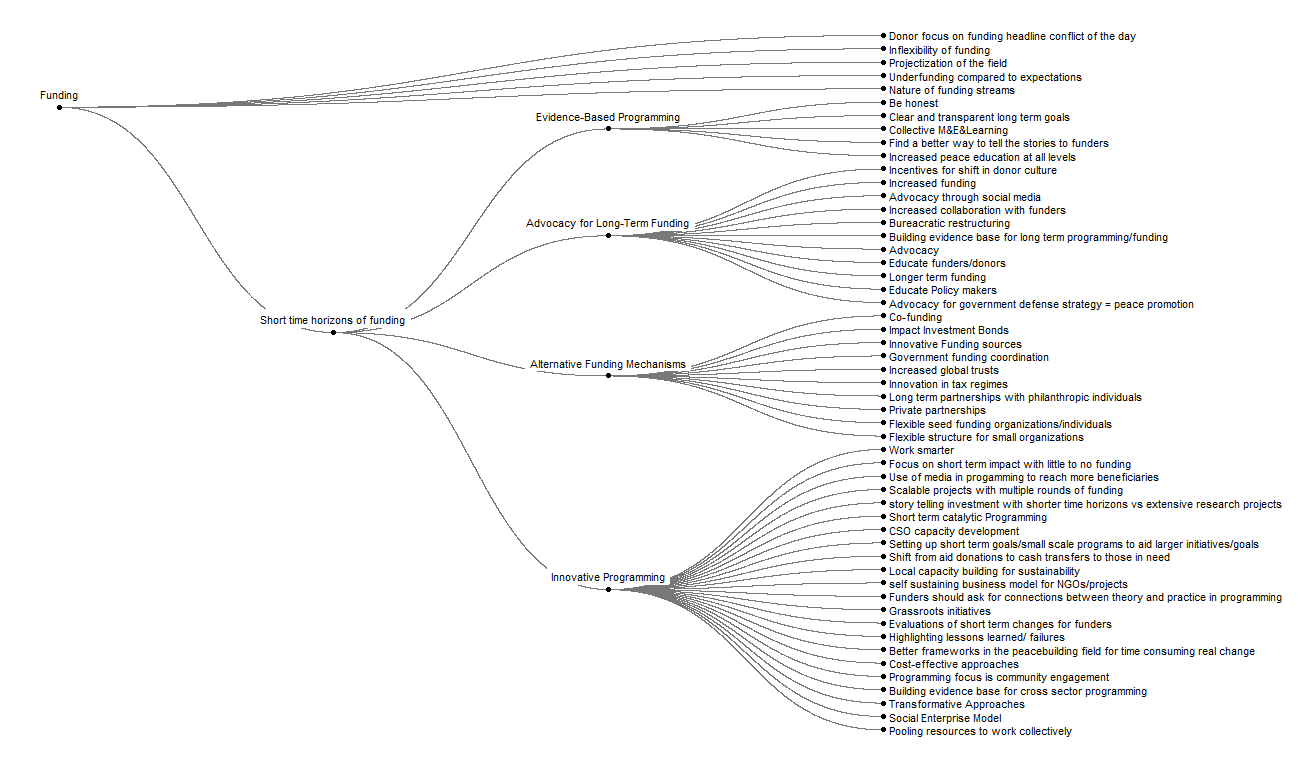 Funding
Donor focus on funding headline conflict of the day
Inflexibility of funding
Projectization of the field
Underfunding compared to expectations
Nature of funding streams
Short time horizons of funding
Evidence-Based Programming
Be honest
Clear and transparent long term goals
Collective M&E&Learning
Find a better way to tell the stories to funders
Increased peace education at all levels
Advocacy for Long-Term Funding
Incentives for shift in donor culture
Increased funding
Advocacy through social media
Increased collaboration with funders
Bureacratic restructuring
Building evidence base for long term programming/funding
Advocacy
Educate funders/donors
Longer term funding
Educate Policy makers
Advocacy for government defense strategy = peace promotion
Alternative Funding Mechanisms
Co-funding
Impact Investment Bonds
Innovative Funding sources
Government funding coordination
Increased global trusts
Innovation in tax regimes
Long term partnerships with philanthropic individuals
Private partnerships
Flexible seed funding organizations/individuals
Flexible structure for small organizations
Innovative Programming
Work smarter
Focus on short term impact with little to no funding
Use of media in progamming to reach more beneficiaries
Scalable projects with multiple rounds of funding
story telling investment with shorter time horizons vs extensive research projects
Short term catalytic Programming
CSO capacity development
Setting up short term goals/small scale programs to aid larger initiatives/goals
Shift from aid donations to cash transfers to those in need
Local capacity building for sustainability
self sustaining business model for NGOs/projects
Funders should ask for connections between theory and practice in programming
Grassroots initiatives
Evaluations of short term changes for funders
Highlighting lessons learned/ failures
Better frameworks in the peacebuilding field for time consuming real change
Cost-effective approaches
Programming focus is community engagement
Building evidence base for cross sector programming
Transformative Approaches
Social Enterprise Model
Pooling resources to work collectively